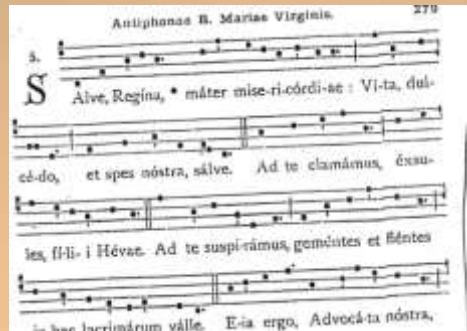 Antiphonae B. Mariae Virginis. 279
5.
SAlve, Regína, * máter mise-ri-córdi-ae : Ví-ta, dul-
cé-do, et spes nóstra, sálve. Ad te clamámus, éxsu-
les, fí-li- i Hévae. Ad te suspi-rámus, geméntes et fléntes
in hac lacrimárum válle. E-ia ergo, Advocá-ta nóstra,